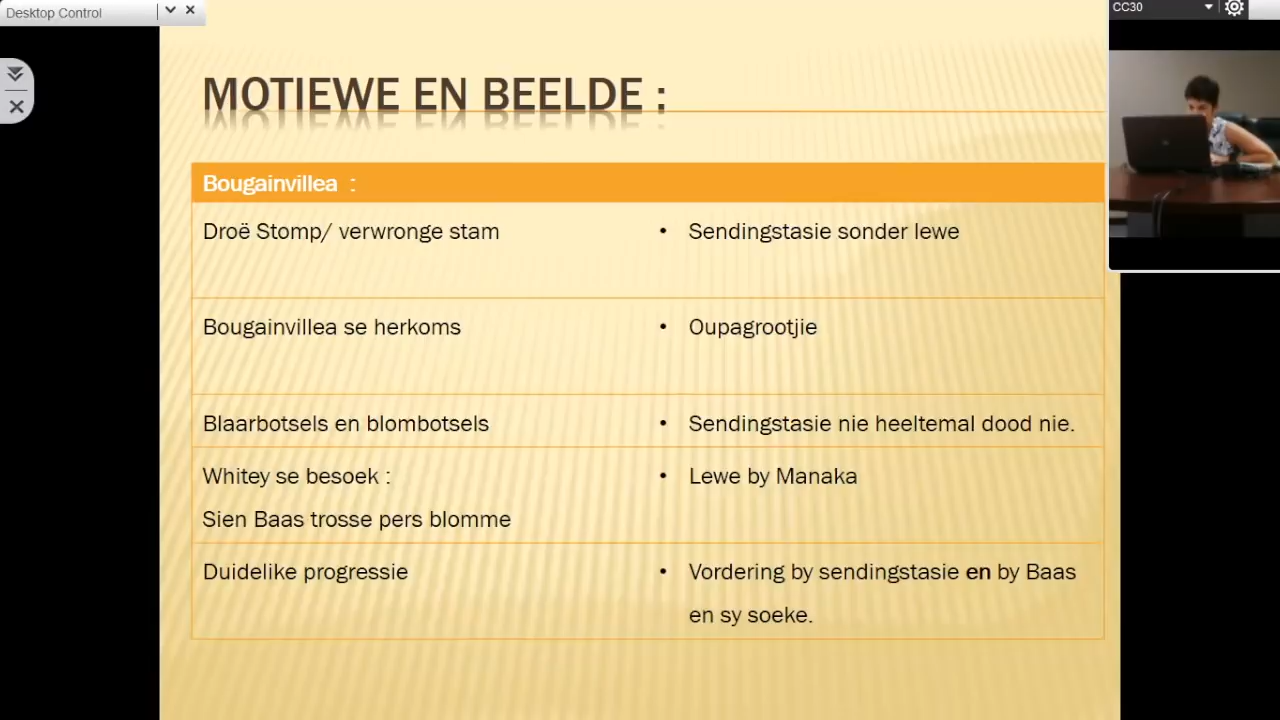 Desktop Control
CC30
MOTIEWE EN BEELDE :
Bougainvillea :
Droë Stomp/ verwronge stam
• Sendingstasie sonder lewe
Bougainvillea se herkoms
• Oupagrootjie
Blaarbotsels en blombotsels
• Sendingstasie nie heeltemal dood nie.
Whitey se besoek :
Sien Baas trosse pers blomme
• Lewe by Manaka
Duidelike progressie
• Vordering by sendingstasie en by Baas
en sy soeke.